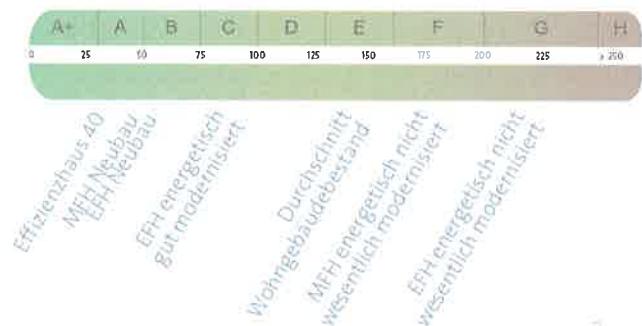 A+ A B C D E F G H
0 25 50 75 100 125 150 175 200 225 > 250
Effizienzhaus 40
MFH Neubau
EFH Neubau
EFH energetisch
gut modernisiert
Durchschnitt
Wohngebäudebestand
MFH energetisch nicht
wesentlich modernisiert
EFH energetisch nicht
wesentlich modernisiert